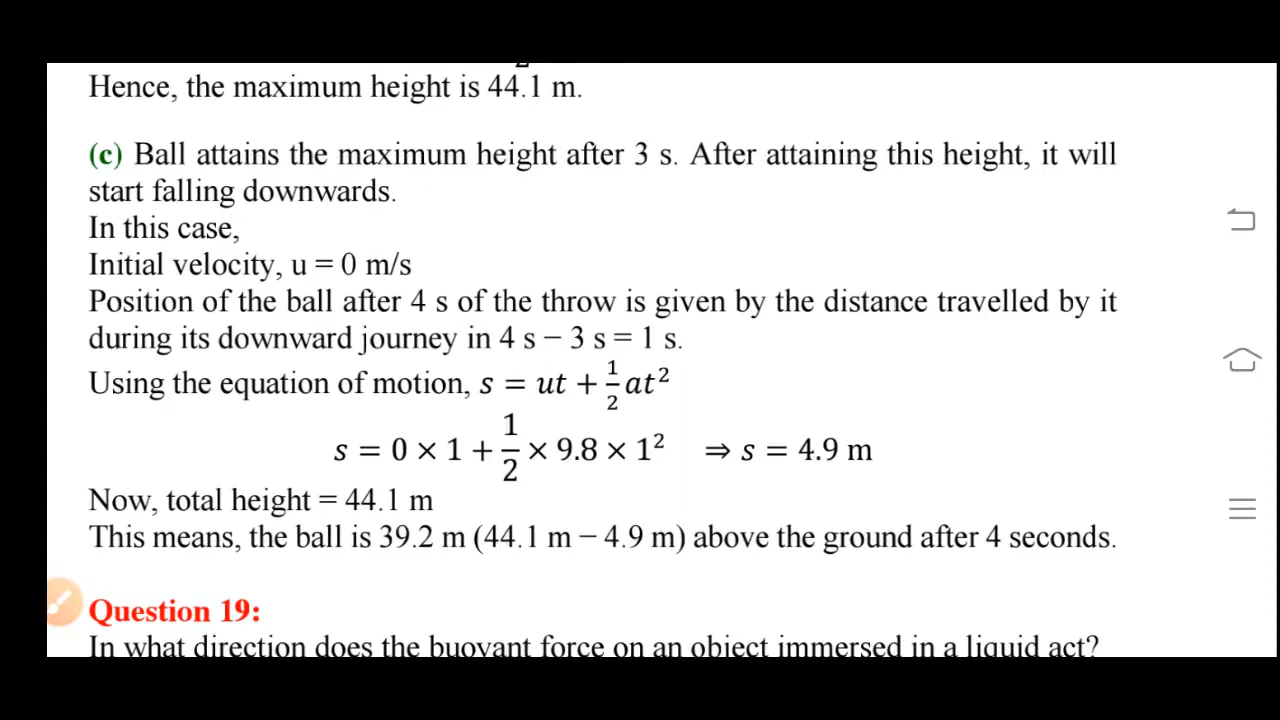 Hence, the maximum height is 44.1 m.
(c) Ball attains the maximum height after 3 s. After attaining this height, it will
start falling downwards.
In this case,
Initial velocity, u = 0 m/s
Position of the ball after 4 s of the throw is given by the distance travelled by it
during its downward journey in 4 s − 3 s = 1 s.
Using the equation of motion, s = ut + 1/2 at²
s = 0 × 1 + 1/2 × 9.8 × 1² ⇒ s = 4.9 m
Now, total height = 44.1 m
This means, the ball is 39.2 m (44.1 m − 4.9 m) above the ground after 4 seconds.
Question 19:
In what direction does the buoyant force on an object immersed in a liquid act?